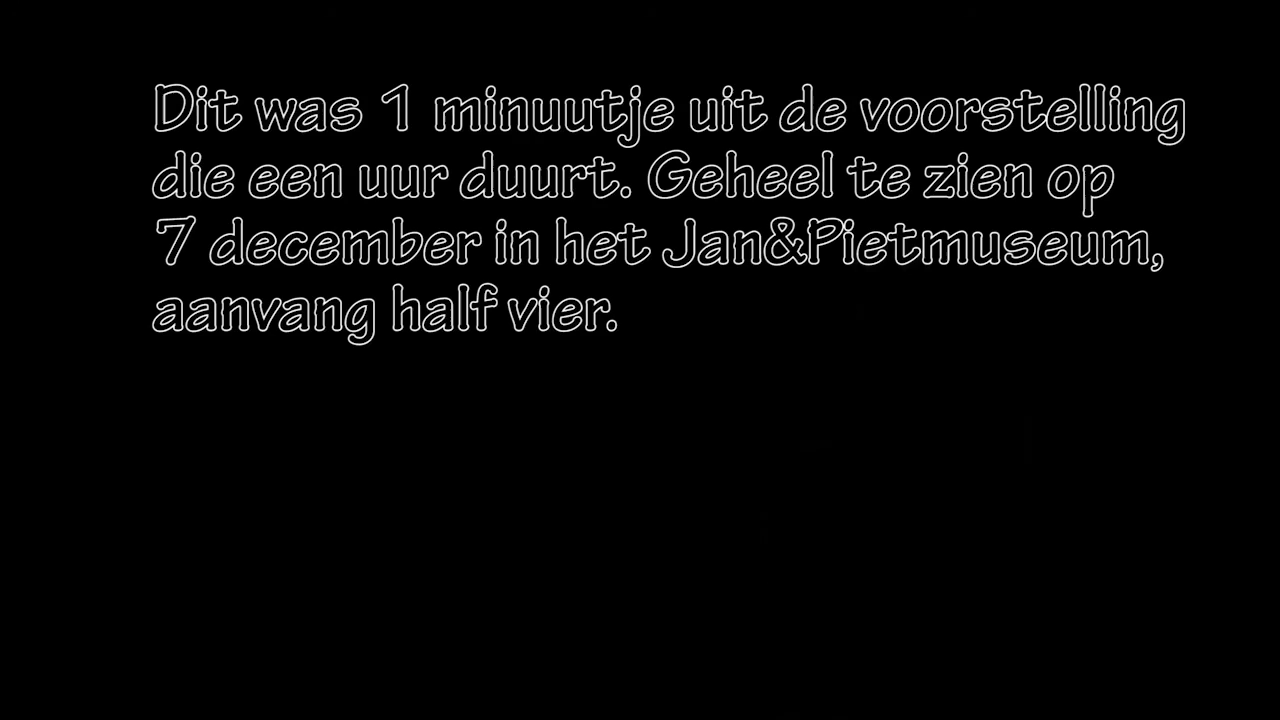 Dit was 1 minuutje uit de voorstelling
die een uur duurt. Geheel te zien op
7 december in het Jan&Pietmuseum,
aanvang half vier.